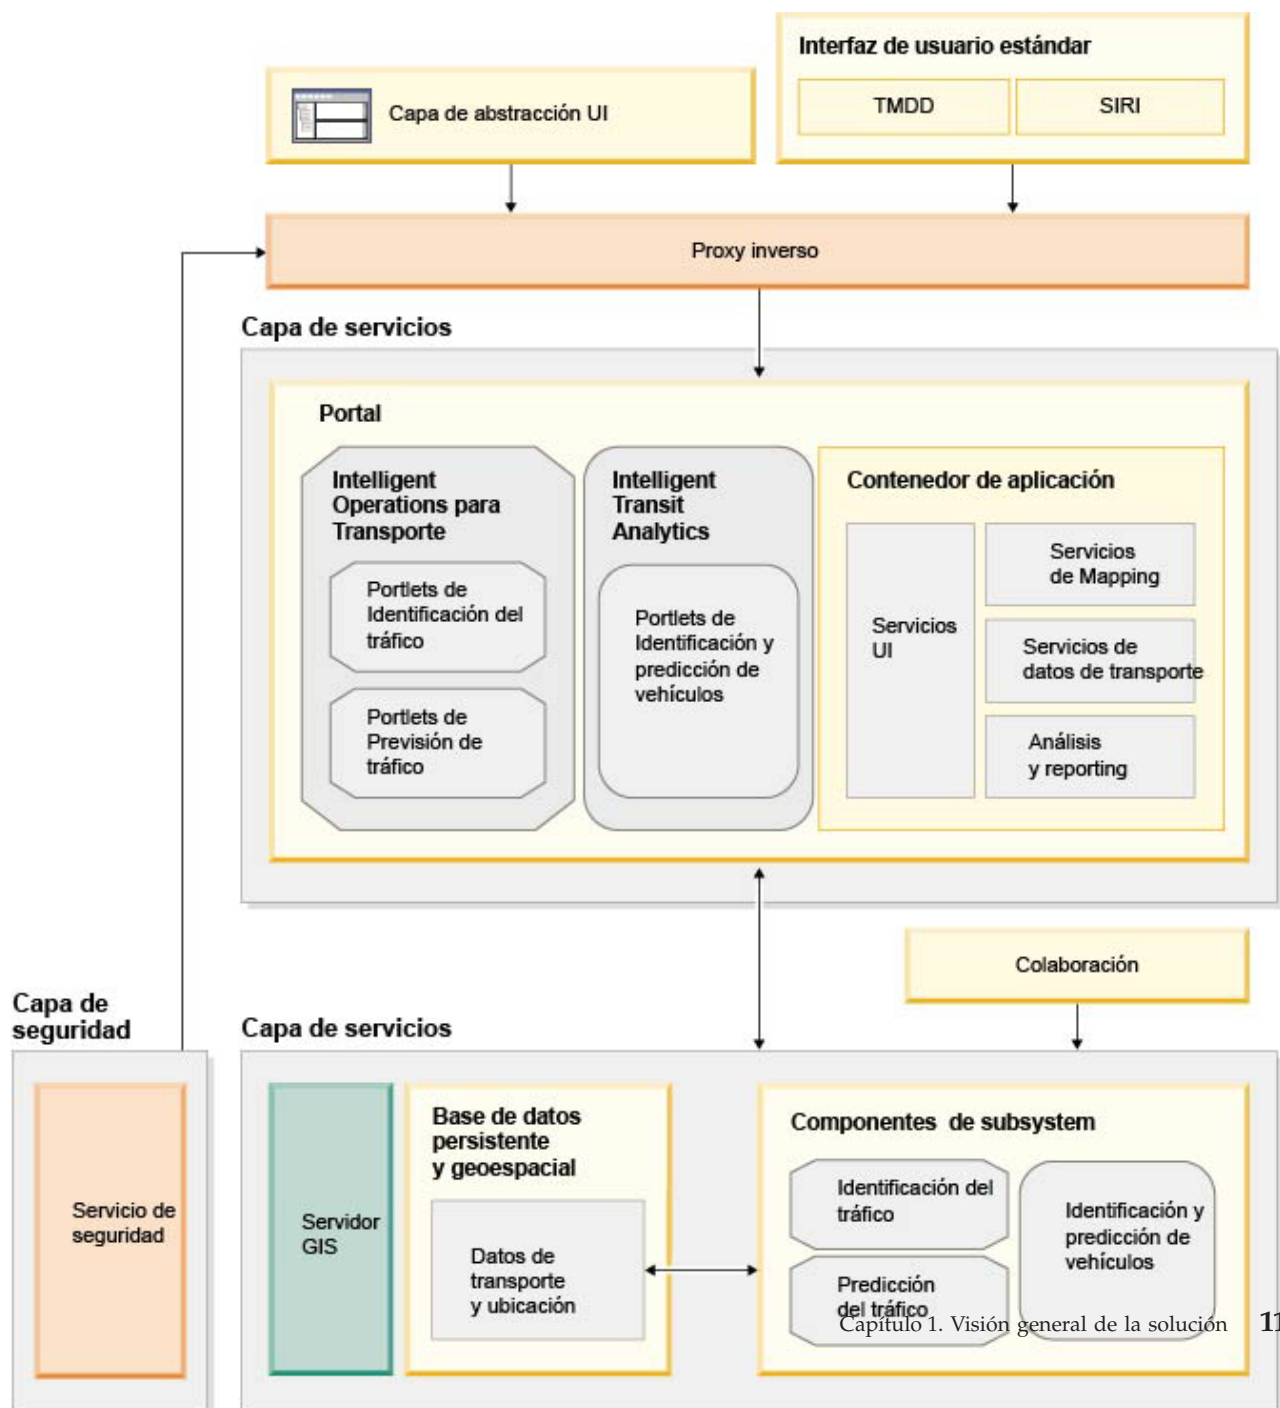 Interfaz de usuario estándar
Capa de abstracción UI
TMDD
SIRI
Proxy inverso
Capa de servicios
Portal
Intelligent
Operations para
Transporte
Portlets de
Identificación del
tráfico
Portlets de
Previsión de
tráfico
Intelligent
Transit
Analytics
Portlets de
Identificación y
predicción de
vehículos
Contenedor de aplicación
Servicios
UI
Servicios
de Mapping
Servicios de
datos de transporte
Análisis
y reporting
Colaboración
Capa de
seguridad
Servicio de
seguridad
Capa de servicios
Servidor
GIS
Base de datos
persistente
y geoespacial
Datos de
transporte
y ubicación
Componentes de subsystem
Identificación del
tráfico
Predicción
del tráfico
Identificación y
predicción de
vehículos
Capítulo 1. Visión general de la solución 11